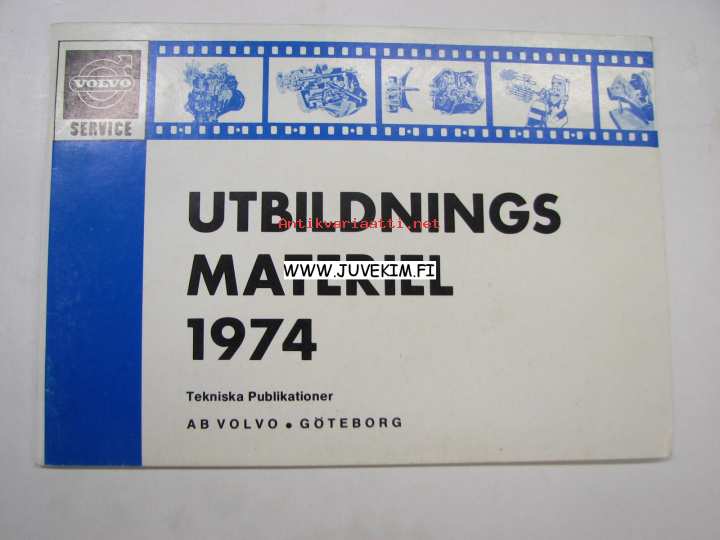 VOLVO
SERVICE
UTBILDNINGS
Antikvariaatti.net
MATERIEL
WWW.JUVEKIM.FI
1974
Tekniska Publikationer
AB VOLVO • GÖTEBORG